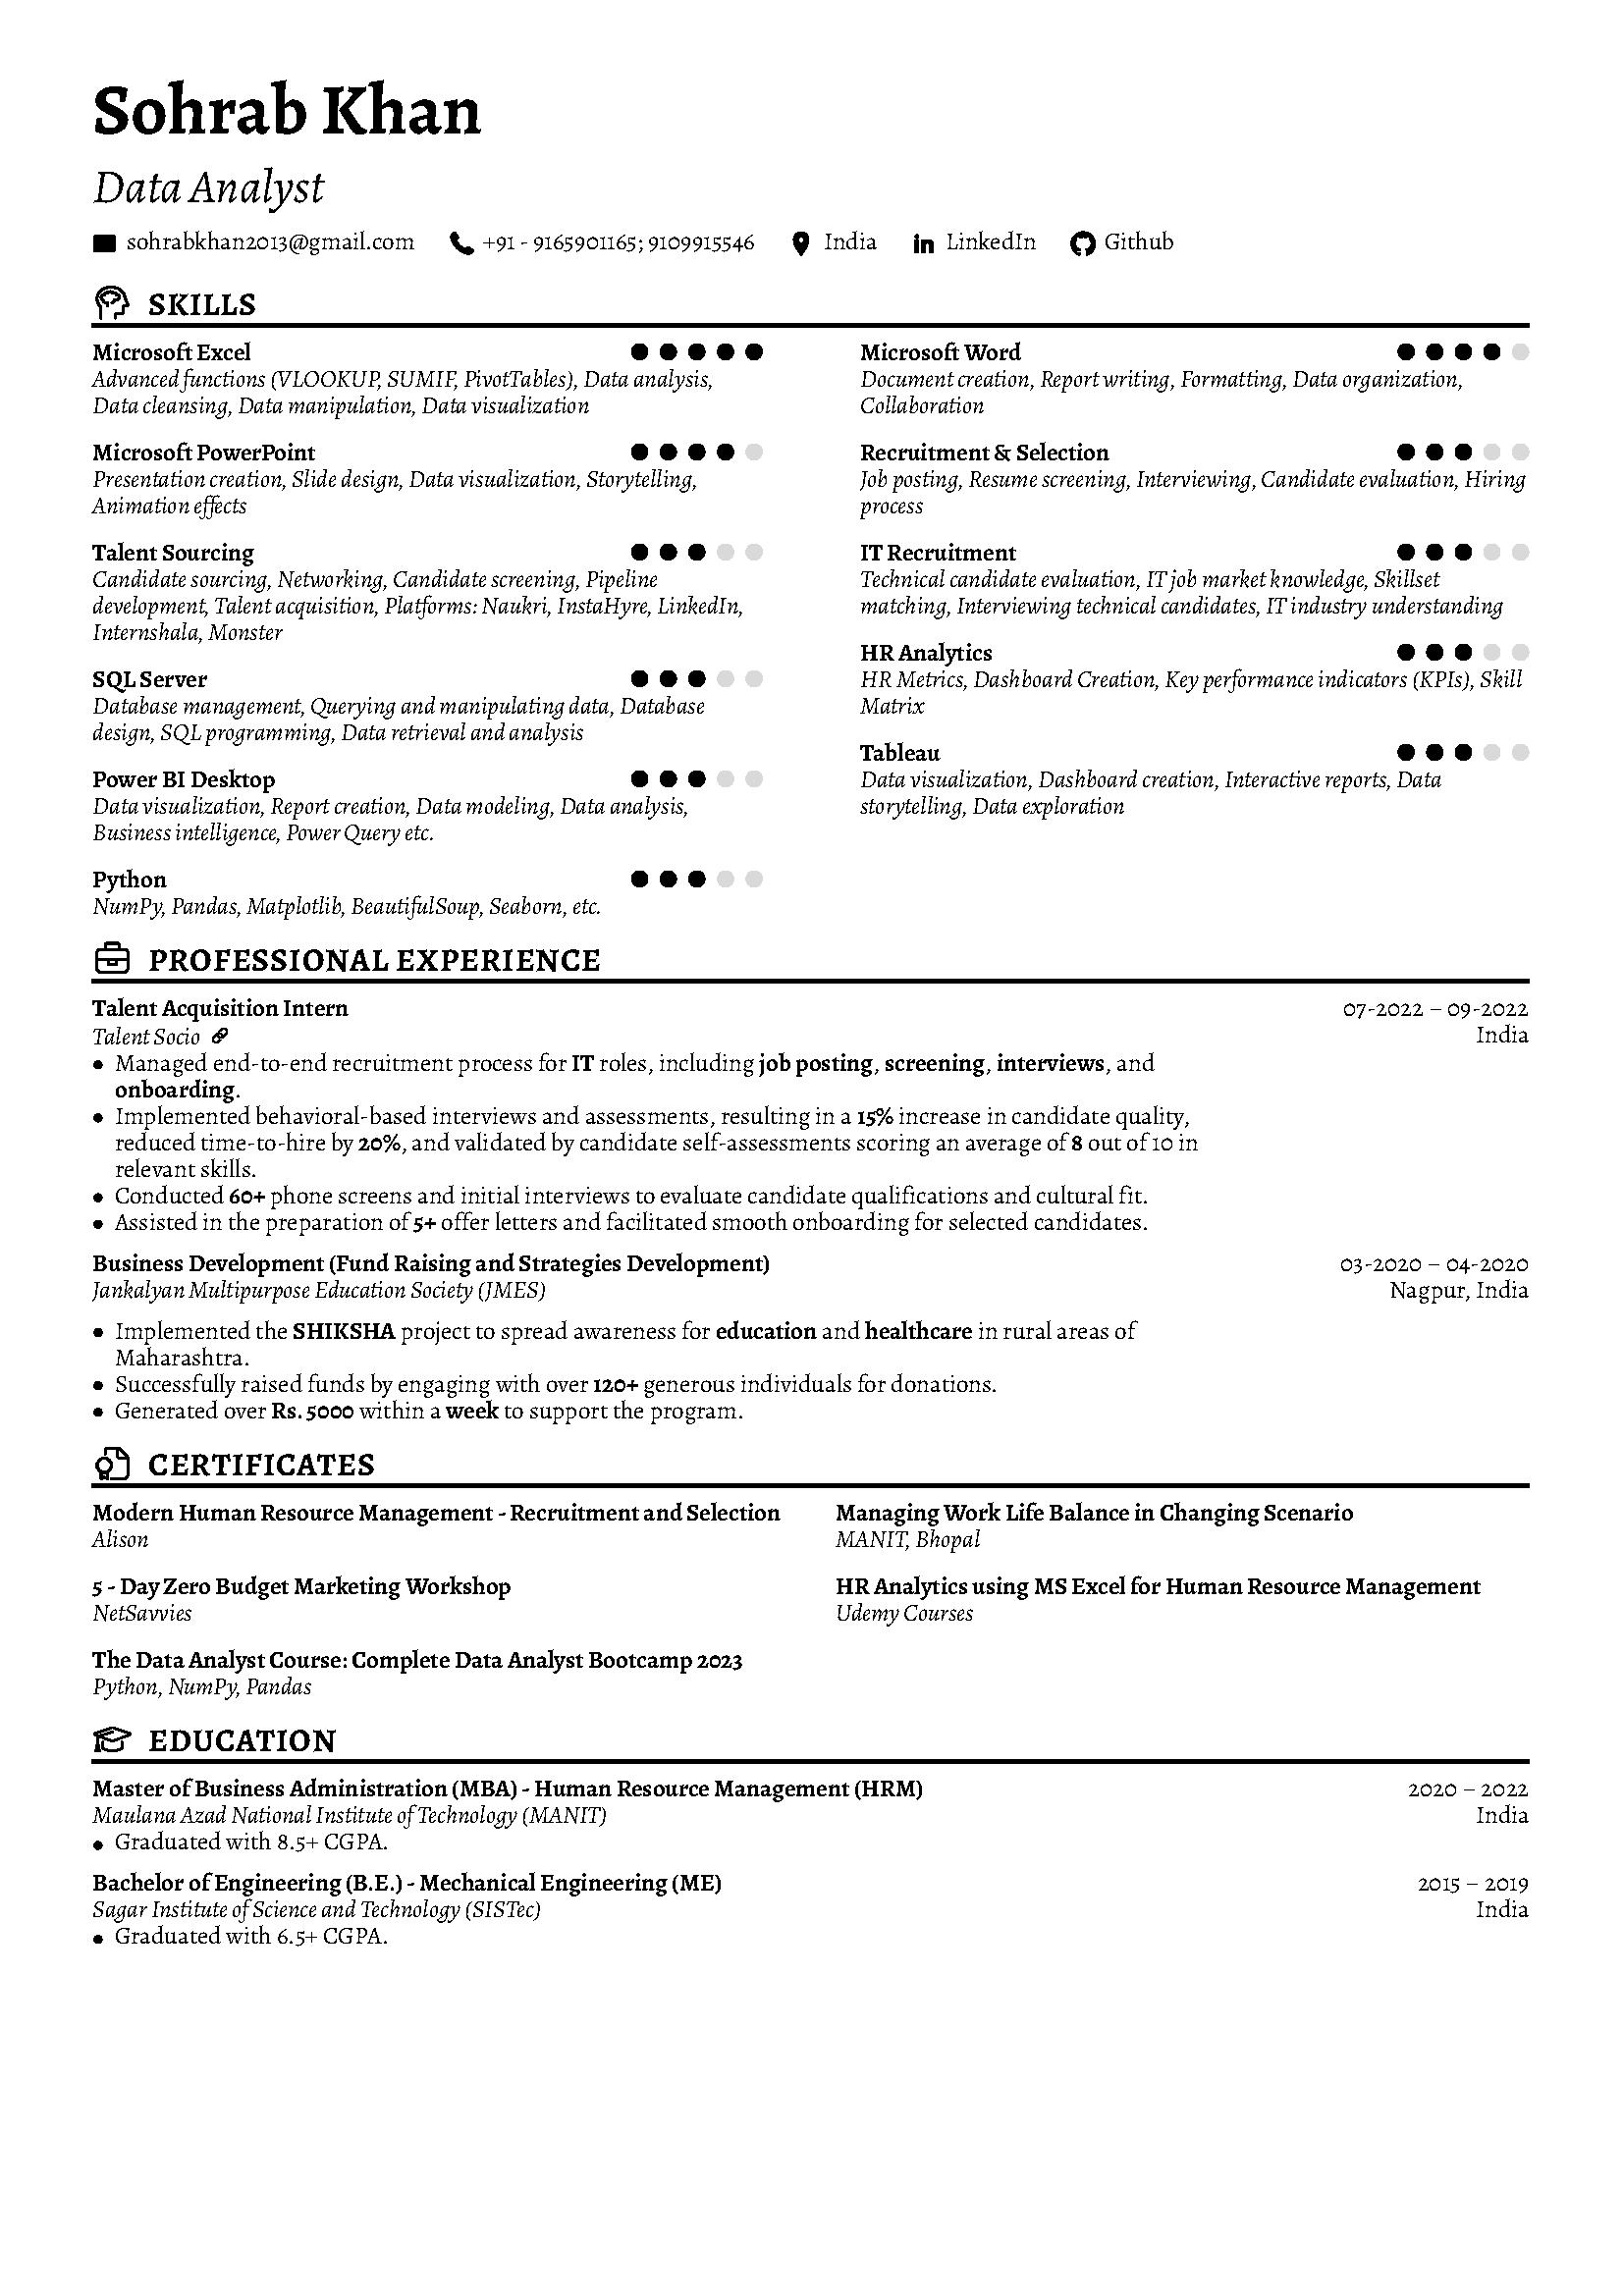 Sohrab Khan
Data Analyst
sohrabkhan2013@gmail.com +91 - 9165901165; 9109915546 India LinkedIn Github
SKILLS
Microsoft Excel
Advanced functions (VLOOKUP, SUMIF, PivotTables), Data analysis,
Data cleansing, Data manipulation, Data visualization
Microsoft PowerPoint
Presentation creation, Slide design, Data visualization, Storytelling,
Animation effects
Talent Sourcing
Candidate sourcing, Networking, Candidate screening, Pipeline
development, Talent acquisition, Platforms: Naukri, InstaHyre, LinkedIn,
Internshala, Monster
SQL Server
Database management, Querying and manipulating data, Database
design, SQL programming, Data retrieval and analysis
Power BI Desktop
Data visualization, Report creation, Data modeling, Data analysis,
Business intelligence, Power Query etc.
Python
NumPy, Pandas, Matplotlib, BeautifulSoup, Seaborn, etc.
Microsoft Word
Document creation, Report writing, Formatting, Data organization,
Collaboration
Recruitment & Selection
Job posting, Resume screening, Interviewing, Candidate evaluation, Hiring
process
IT Recruitment
Technical candidate evaluation, IT job market knowledge, Skillset
matching, Interviewing technical candidates, IT industry understanding
HR Analytics
HR Metrics, Dashboard Creation, Key performance indicators (KPIs), Skill
Matrix
Tableau
Data visualization, Dashboard creation, Interactive reports, Data
storytelling, Data exploration
PROFESSIONAL EXPERIENCE
Talent Acquisition Intern 07-2022 – 09-2022
Talent Socio India
• Managed end-to-end recruitment process for IT roles, including job posting, screening, interviews, and
onboarding.
• Implemented behavioral-based interviews and assessments, resulting in a 15% increase in candidate quality,
reduced time-to-hire by 20%, and validated by candidate self-assessments scoring an average of 8 out of 10 in
relevant skills.
• Conducted 60+ phone screens and initial interviews to evaluate candidate qualifications and cultural fit.
• Assisted in the preparation of 5+ offer letters and facilitated smooth onboarding for selected candidates.
Business Development (Fund Raising and Strategies Development) 03-2020 – 04-2020
Jankalyan Multipurpose Education Society (JMES) Nagpur, India
• Implemented the SHIKSHA project to spread awareness for education and healthcare in rural areas of
Maharashtra.
• Successfully raised funds by engaging with over 120+ generous individuals for donations.
• Generated over Rs. 5000 within a week to support the program.
CERTIFICATES
Modern Human Resource Management - Recruitment and Selection
Alison
Managing Work Life Balance in Changing Scenario
MANIT, Bhopal
5 - Day Zero Budget Marketing Workshop
NetSavvies
HR Analytics using MS Excel for Human Resource Management
Udemy Courses
The Data Analyst Course: Complete Data Analyst Bootcamp 2023
Python, NumPy, Pandas
EDUCATION
Master of Business Administration (MBA) - Human Resource Management (HRM) 2020 – 2022
Maulana Azad National Institute of Technology (MANIT) India
• Graduated with 8.5+ CGPA.
Bachelor of Engineering (B.E.) - Mechanical Engineering (ME) 2015 – 2019
Sagar Institute of Science and Technology (SISTec) India
• Graduated with 6.5+ CGPA.